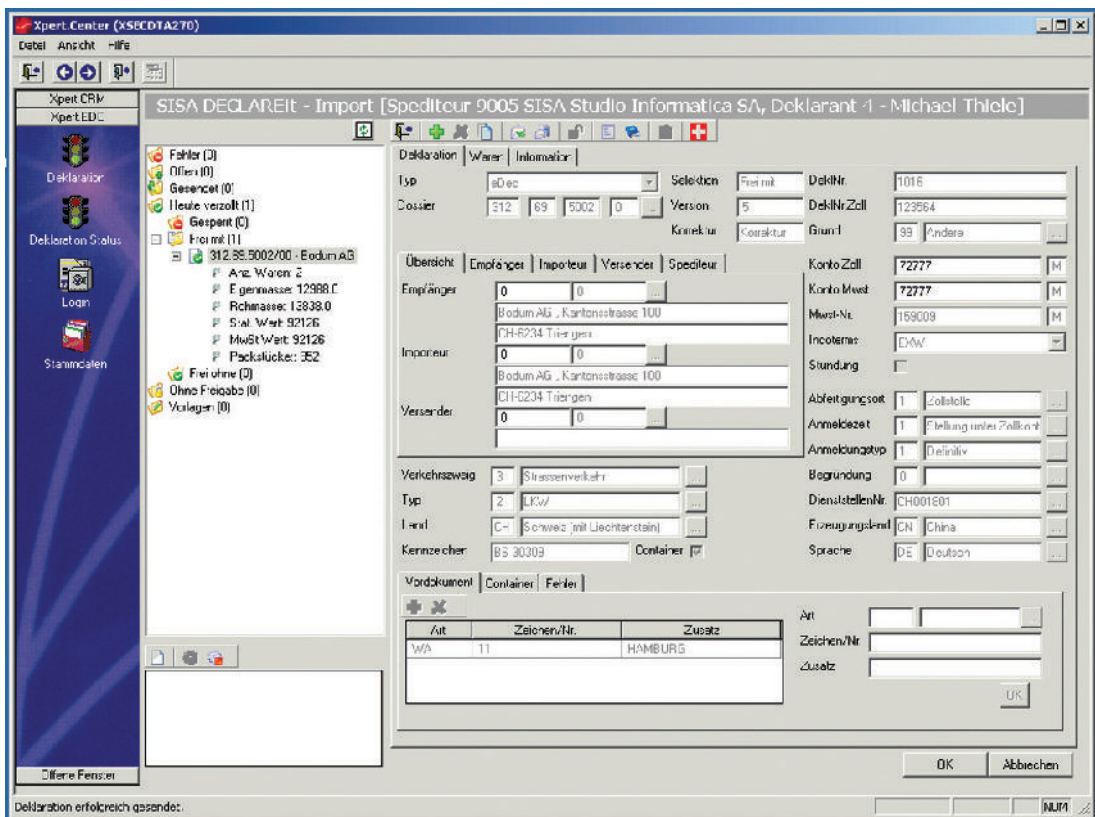 Xpert.Center (XSECDTA270)
Datei Ansicht Hilfe
Xpert CRM
Xpert EDC
Deklaration
Deklaration Status
Login
Stammdaten
Offene Fenster
SISA DECLAREit - Import [Spediteur 9005 SISA Studio Informatica SA, Deklarant 4 - Michael Thiele]
Fehler (0)
Offen (0)
Gesendet (0)
Heute verzollt (1)
Gesperrt (0)
Frei mit (1)
312.69.5002/00 - Bodum AG
Anz. Waren: 2
Eigenmasse: 12988.0
Rohmasse: 13838.0
Stat. Wert: 92126
MwSt Wert: 92126
Packstücke: 352
Frei ohne (0)
Ohne Freigabe (0)
Vorlagen (0)
Deklaration Waren Information
Typ eDec Selektion Frei mit DeklNr. 1016
Dossier 312 69 5002 0 ... Version 5 DeklNr.Zoll 123564
Korrektur Korrektur Grund 99 Andere ...
Übersicht Empfänger Importeur Versender Spediteur
Empfänger 0 0 ...
Bodum AG , Kantonsstrasse 100
CH-6234 Triengen
Importeur 0 0 ...
Bodum AG , Kantonsstrasse 100
CH-6234 Triengen
Versender 0 0 ...
Konto Zoll 72777 M
Konto Mwst 72777 M
Mwst-Nr. 159009 M
Incoterms EXW
Stundung
Abfertigungsort 1 Zollstelle ...
Anmeldezeit 1 Stellung unter Zollkont ...
Anmeldungstyp 1 Definitiv ...
Begründung 0 ...
DienststellenNr. CH001801 ...
Erzeugungsland CN China ...
Sprache DE Deutsch ...
Verkehrszweig 3 Strassenverkehr ...
Typ 2 LKW ...
Land CH Schweiz (mit Liechtenstein) ...
Kennzeichen BS 30309 Container
Vordokument Container Fehler
Art Zeichen/Nr. Zusatz
WA 11 HAMBURG
Art ...
Zeichen/Nr.
Zusatz
OK
OK Abbrechen
Deklaration erfolgreich gesendet.
NUM